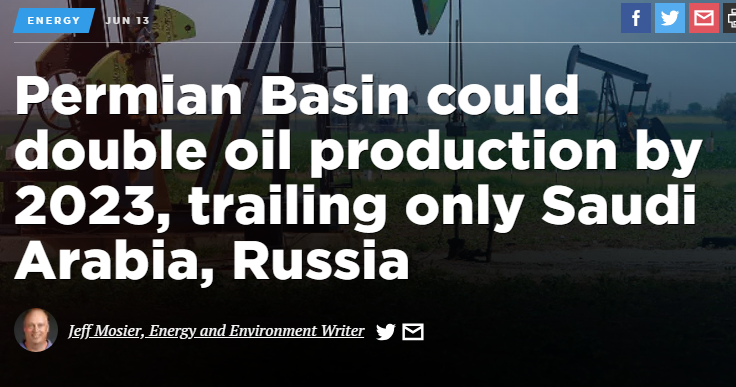 ENERGY JUN 13
Permian Basin could
double oil production by
2023, trailing only Saudi
Arabia, Russia
Jeff Mosier, Energy and Environment Writer